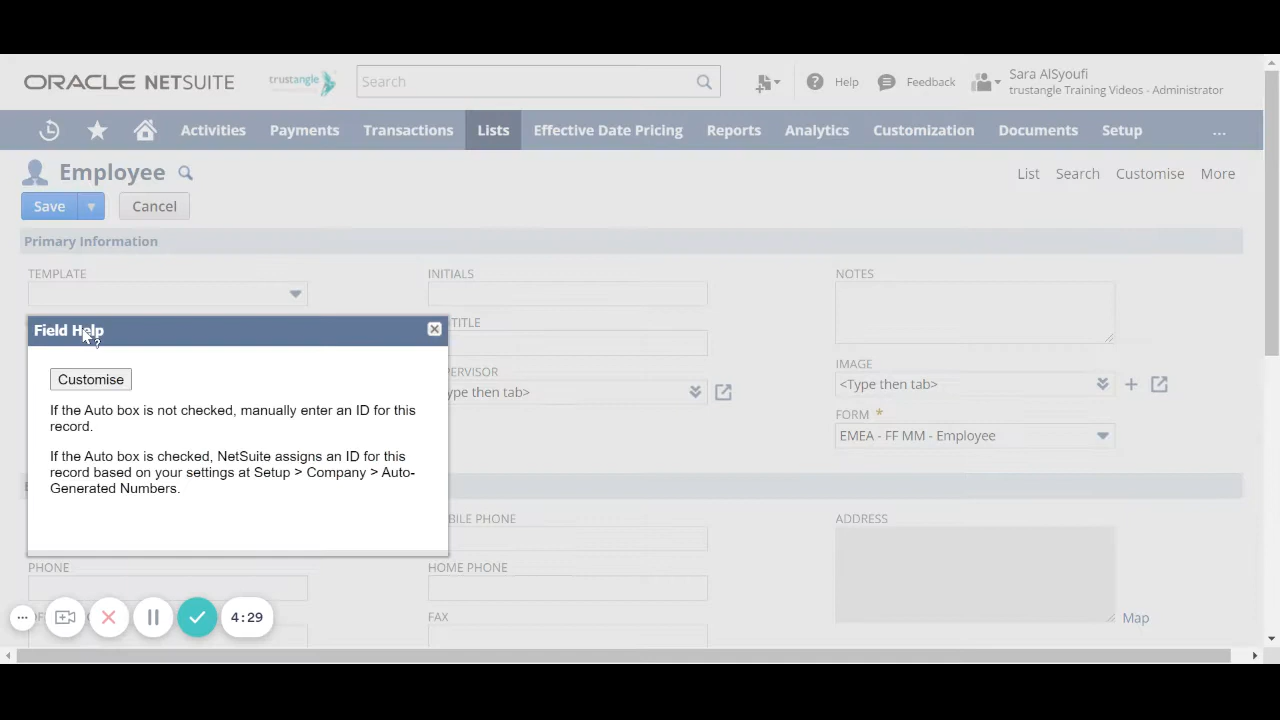 ORACLE NETSUITE
trustangle
Search
Help
Feedback
Sara AlSyoufi
trustangle Training Videos - Administrator
Activities
Payments
Transactions
Lists
Effective Date Pricing
Reports
Analytics
Customization
Documents
Setup
...
Employee
List
Search
Customise
More
Save
Cancel
Primary Information
TEMPLATE
INITIALS
NOTES
Field Help
TITLE
Customise
If the Auto box is not checked, manually enter an ID for this
record.
If the Auto box is checked, NetSuite assigns an ID for this
record based on your settings at Setup > Company > Auto-
Generated Numbers.
ERVISOR
ype then tab>
IMAGE
<Type then tab>
FORM *
EMEA - FF MM - Employee
BILE PHONE
ADDRESS
PHONE
HOME PHONE
FAX
Map
4:29